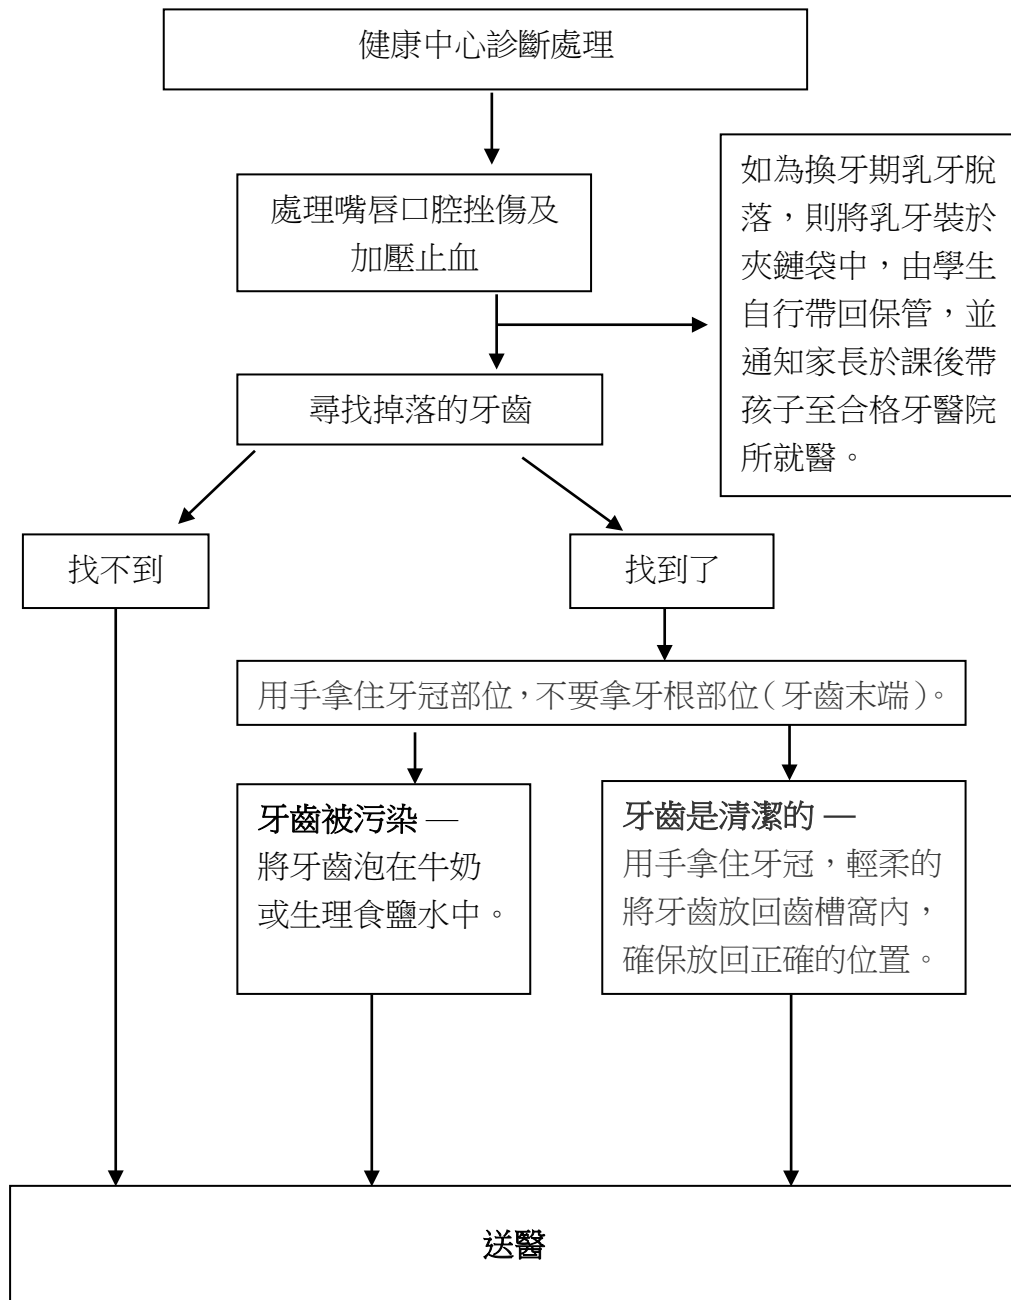 健康中心診斷處理
處理嘴唇口腔挫傷及
加壓止血
如為換牙期乳牙脫
落，則將乳牙裝於
夾鏈袋中，由學生
自行帶回保管，並
通知家長於課後帶
孩子至合格牙醫院
所就醫。
尋找掉落的牙齒
找不到
找到了
用手拿住牙冠部位，不要拿牙根部位（牙齒末端）。
牙齒被污染 —
將牙齒泡在牛奶
或生理食鹽水中。
牙齒是清潔的 —
用手拿住牙冠，輕柔的
將牙齒放回齒槽窩內，
確保放回正確的位置。
送醫